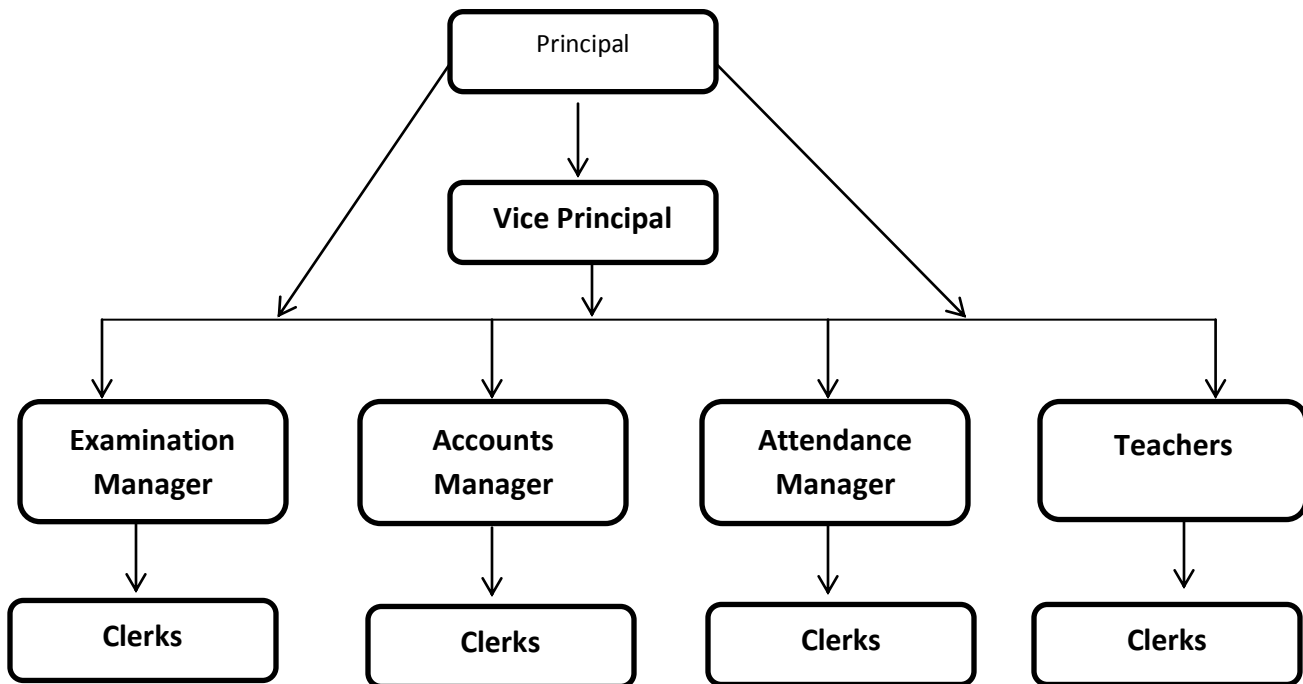 Principal
Vice Principal
Examination
Manager
Accounts
Manager
Attendance
Manager
Teachers
Clerks
Clerks
Clerks
Clerks